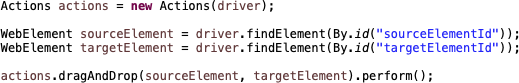 Actions actions = new Actions(driver);
WebElement sourceElement = driver.findElement(By.id("sourceElementId"));
WebElement targetElement = driver.findElement(By.id("targetElementId"));
actions.dragAndDrop(sourceElement, targetElement).perform();